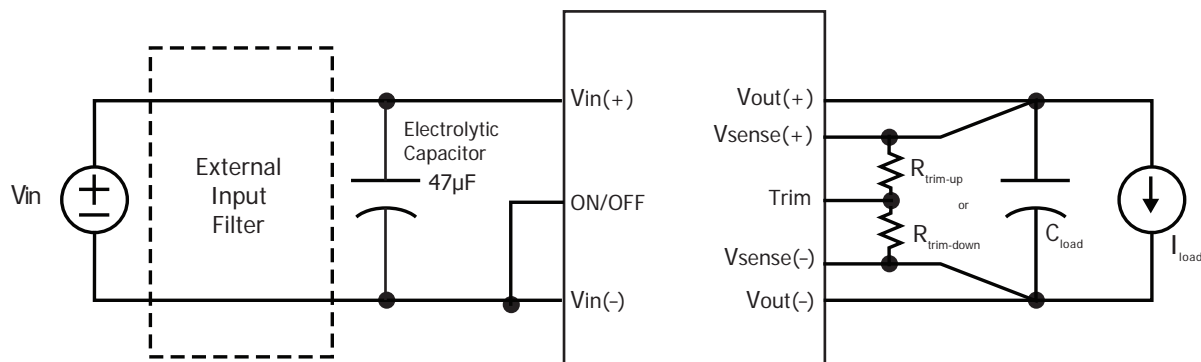 Vin
External
Input
Filter
Electrolytic
Capacitor
47µF
Vin(+)
ON/OFF
Vin(–)
Vout(+)
Vsense(+)
Trim
Vsense(–)
Vout(–)
Rtrim-up
or
Rtrim-down
Cload
Iload